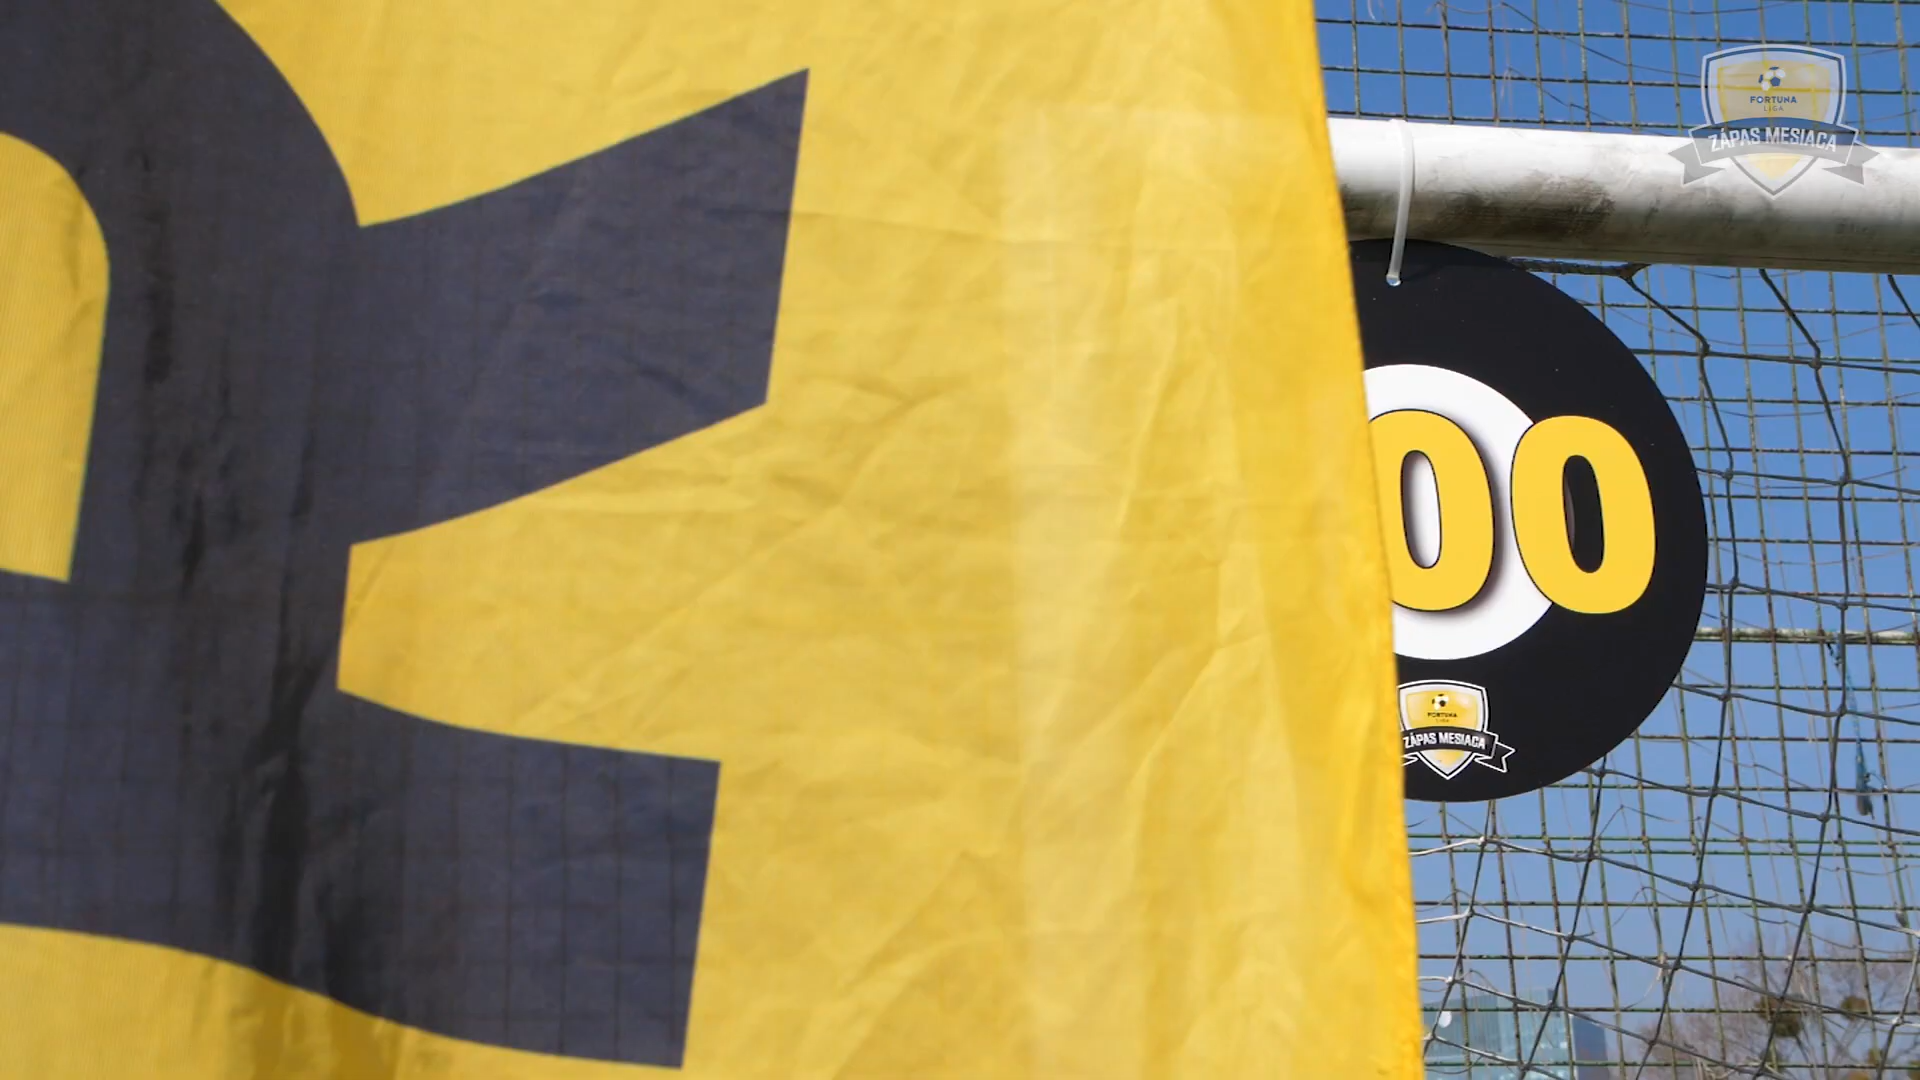 R
00
FORTUNA
LIGA
ZÁPAS MESIACA
FORTUNA
LIGA
ZÁPAS MESIACA